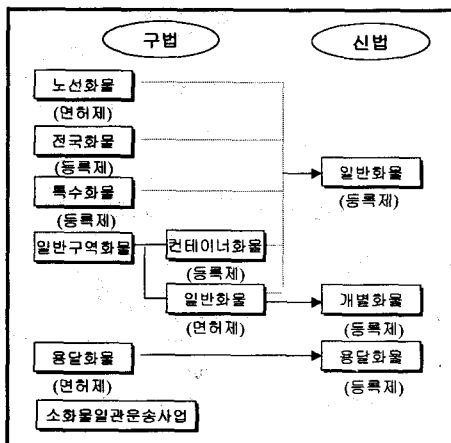 구법 신법
노선화물
(면허제)
전국화물
(등록제)
일반화물
(등록제)
특수화물
(등록제)
일반구역화물 컨테이너화물
(등록제)
일반화물 개별화물
(면허제) (등록제)
용달화물 용달화물
(면허제) (등록제)
소화물일관운송사업